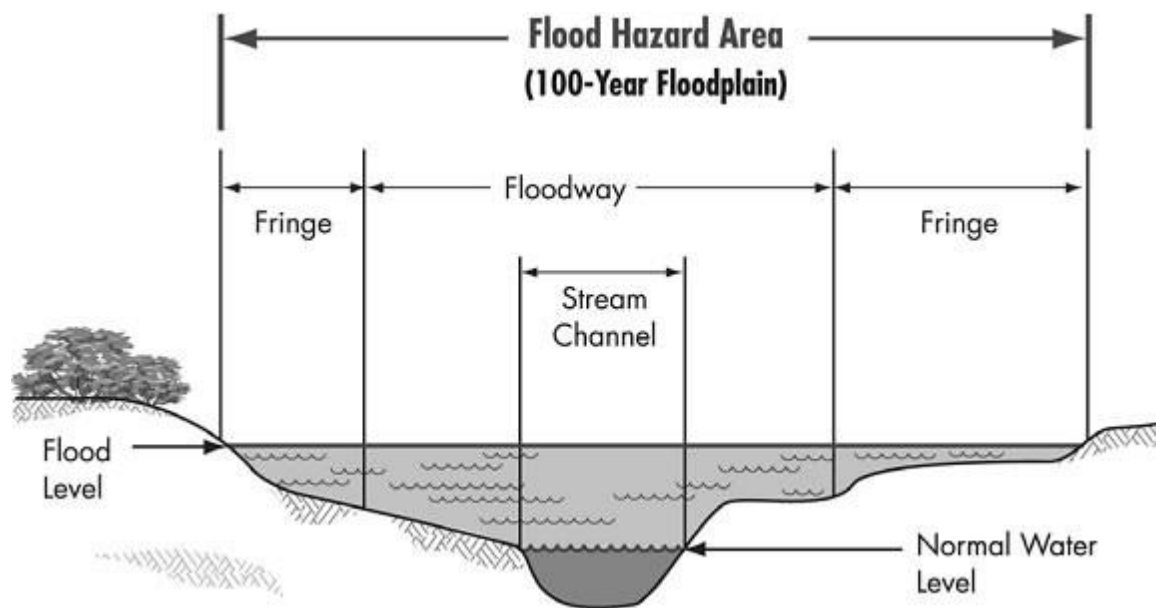 Flood Hazard Area
(100-Year Floodplain)
Fringe
Floodway
Fringe
Stream
Channel
Flood
Level
Normal Water
Level